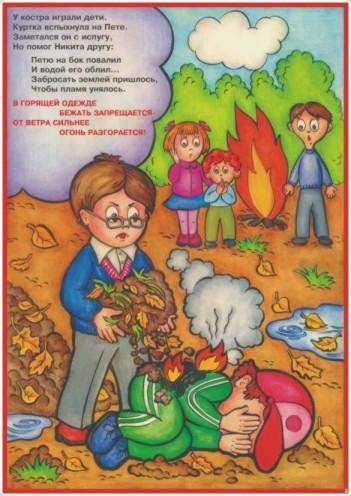 У костра играли дети.
Куртка вспыхнула на Пете.
Заметался он с испугу,
Но помог Никита другу:
Петю на бок повалил
И водой его облил...
Забросать землей пришлось,
Чтобы пламя унялось.
В ГОРЯЩЕЙ ОДЕЖДЕ
БЕЖАТЬ ЗАПРЕЩАЕТСЯ-
ОТ ВЕТРА СИЛЬНЕЕ
ОГОНЬ РАЗГОРАЕТСЯ!